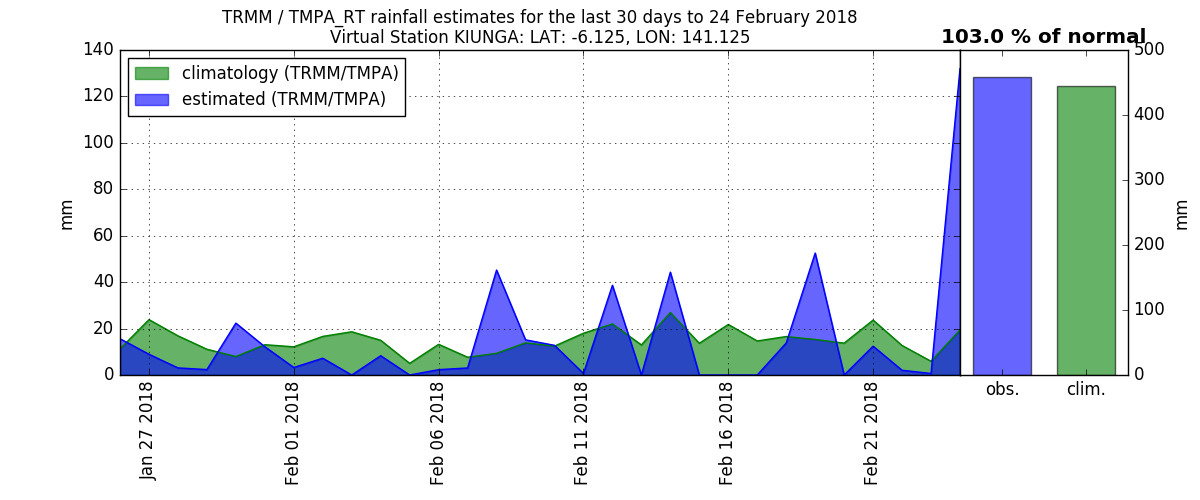 TRMM / TMPA_RT rainfall estimates for the last 30 days to 24 February 2018
Virtual Station KIUNGA: LAT: -6.125, LON: 141.125
103.0 % of normal
climatology (TRMM/TMPA)
estimated (TRMM/TMPA)
mm
140
120
100
80
60
40
20
0
Jan 27 2018
Feb 01 2018
Feb 06 2018
Feb 11 2018
Feb 16 2018
Feb 21 2018
500
400
300
200
100
0
mm
obs.
clim.